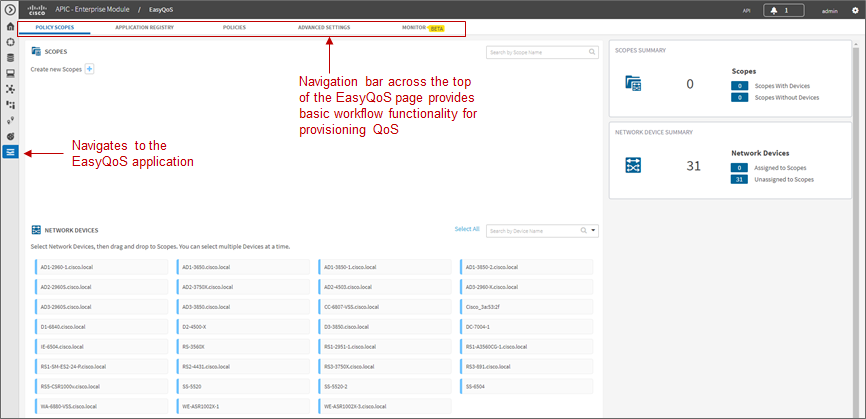 cisco APIC - Enterprise Module / EasyQoS API 1 admin
POLICY SCOPES APPLICATION REGISTRY POLICIES ADVANCED SETTINGS MONITOR BETA
SCOPES
Search by Scope Name
Create new Scopes
Navigation bar across the top
of the EasyQoS page provides
basic workflow functionality for
provisioning QoS
Navigates to the
EasyQoS application
SCOPES SUMMARY
0
Scopes
0 Scopes With Devices
0 Scopes Without Devices
NETWORK DEVICE SUMMARY
31
Network Devices
0 Assigned to Scopes
31 Unassigned to Scopes
NETWORK DEVICES
Select All
Search by Device Name
Select Network Devices, then drag and drop to Scopes. You can select multiple Devices at a time.
AD1-2960-1.cisco.local AD1-3650.cisco.local AD1-3850-1.cisco.local AD1-3850-2.cisco.local
AD2-2960S.cisco.local AD2-3750X.cisco.local AD2-4503.cisco.local AD3-2960-X.cisco.local
AD3-2960S.cisco.local AD3-3850.cisco.local CC-6807-VSS.cisco.local Cisco_3a:53:2f
D1-6840.cisco.local D2-4500-X D3-3850.cisco.local DC-7004-1
IE-6504.cisco.local RS-3560X RS1-2951-1.cisco.local RS1-A3560CG-1.cisco.local
RS1-SM-ES2-24-P.cisco.local RS2-4431.cisco.local RS3-3750X.cisco.local RS3-891.cisco.local
RS5-CSR1000v.cisco.local SS-5520 SS-5520-2 SS-6504
WA-6880-VSS.cisco.local WE-ASR1002X-1 WE-ASR1002X-3.cisco.local